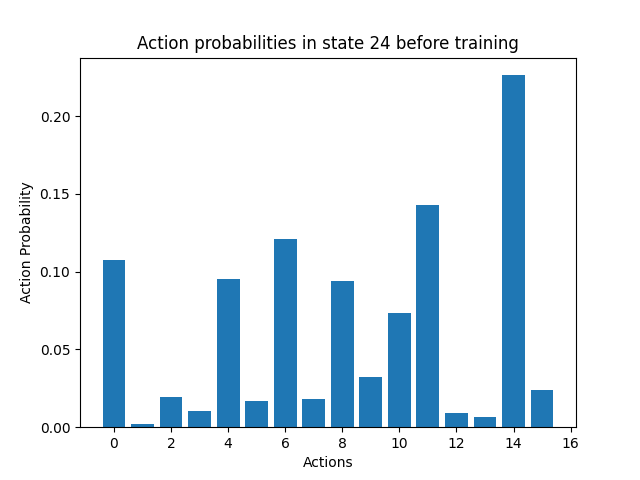 Action probabilities in state 24 before training
Action Probability
0.20
0.15
0.10
0.05
0.00
0 2 4 6 8 10 12 14 16
Actions